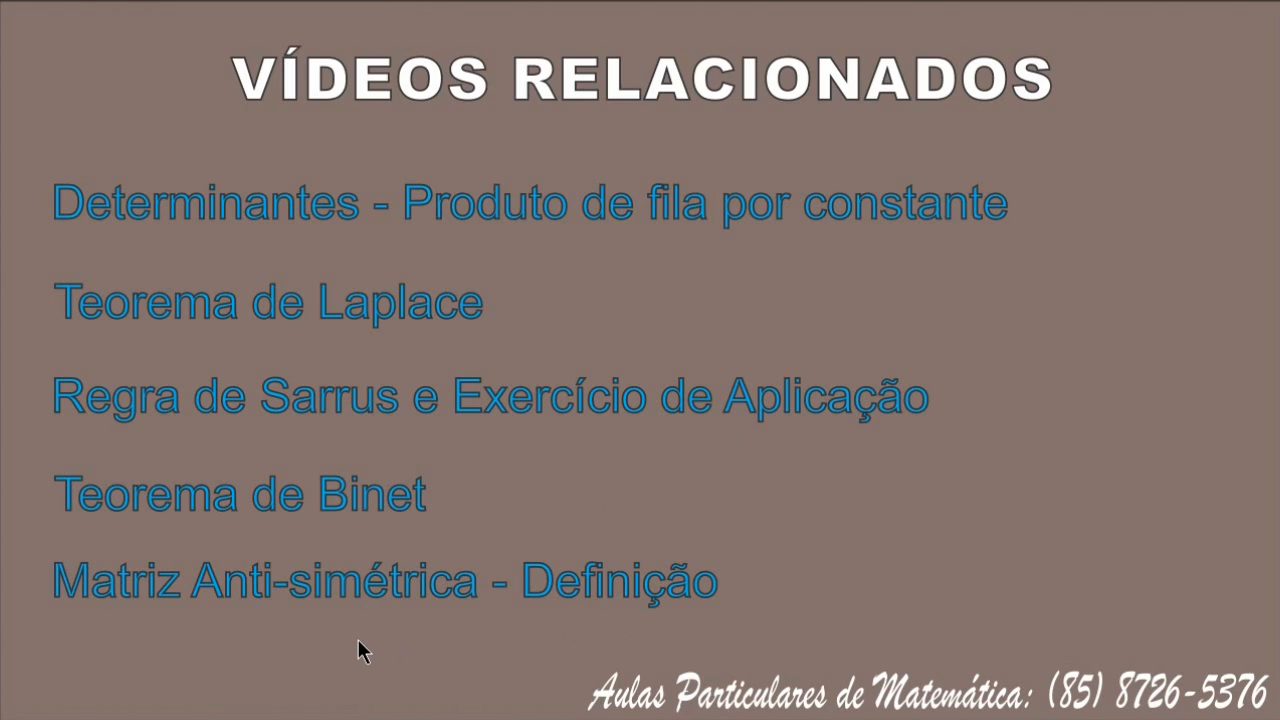 VÍDEOS RELACIONADOS
Determinantes - Produto de fila por constante
Teorema de Laplace
Regra de Sarrus e Exercício de Aplicação
Teorema de Binet
Matriz Anti-simétrica - Definição
Aulas Particulares de Matemática: (85) 8726-5376